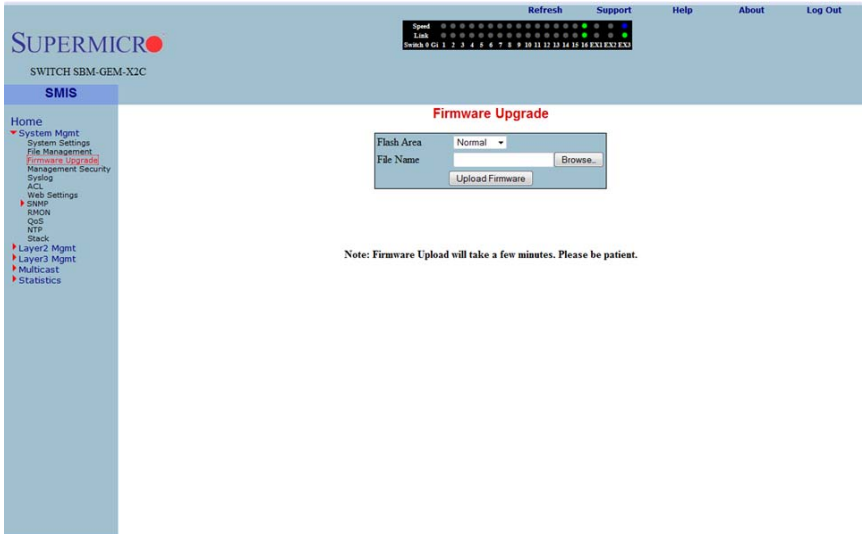 Refresh Support Help About Log Out
Speed
Link
Switch 0 Gi 1 2 3 4 5 6 7 8 9 10 11 12 13 14 15 16 EX1 EX2 EX3
SUPERMICRO
SWITCH SBM-GEM-X2C
SMIS
Home
System Mgmt
System Settings
File Management
Firmware Upgrade
Management Security
Syslog
ACL
Web Settings
SNMP
RMON
QoS
NTP
Stack
Layer2 Mgmt
Layer3 Mgmt
Multicast
Statistics
Firmware Upgrade
Flash Area Normal
File Name Browse..
Upload Firmware
Note: Firmware Upload will take a few minutes. Please be patient.